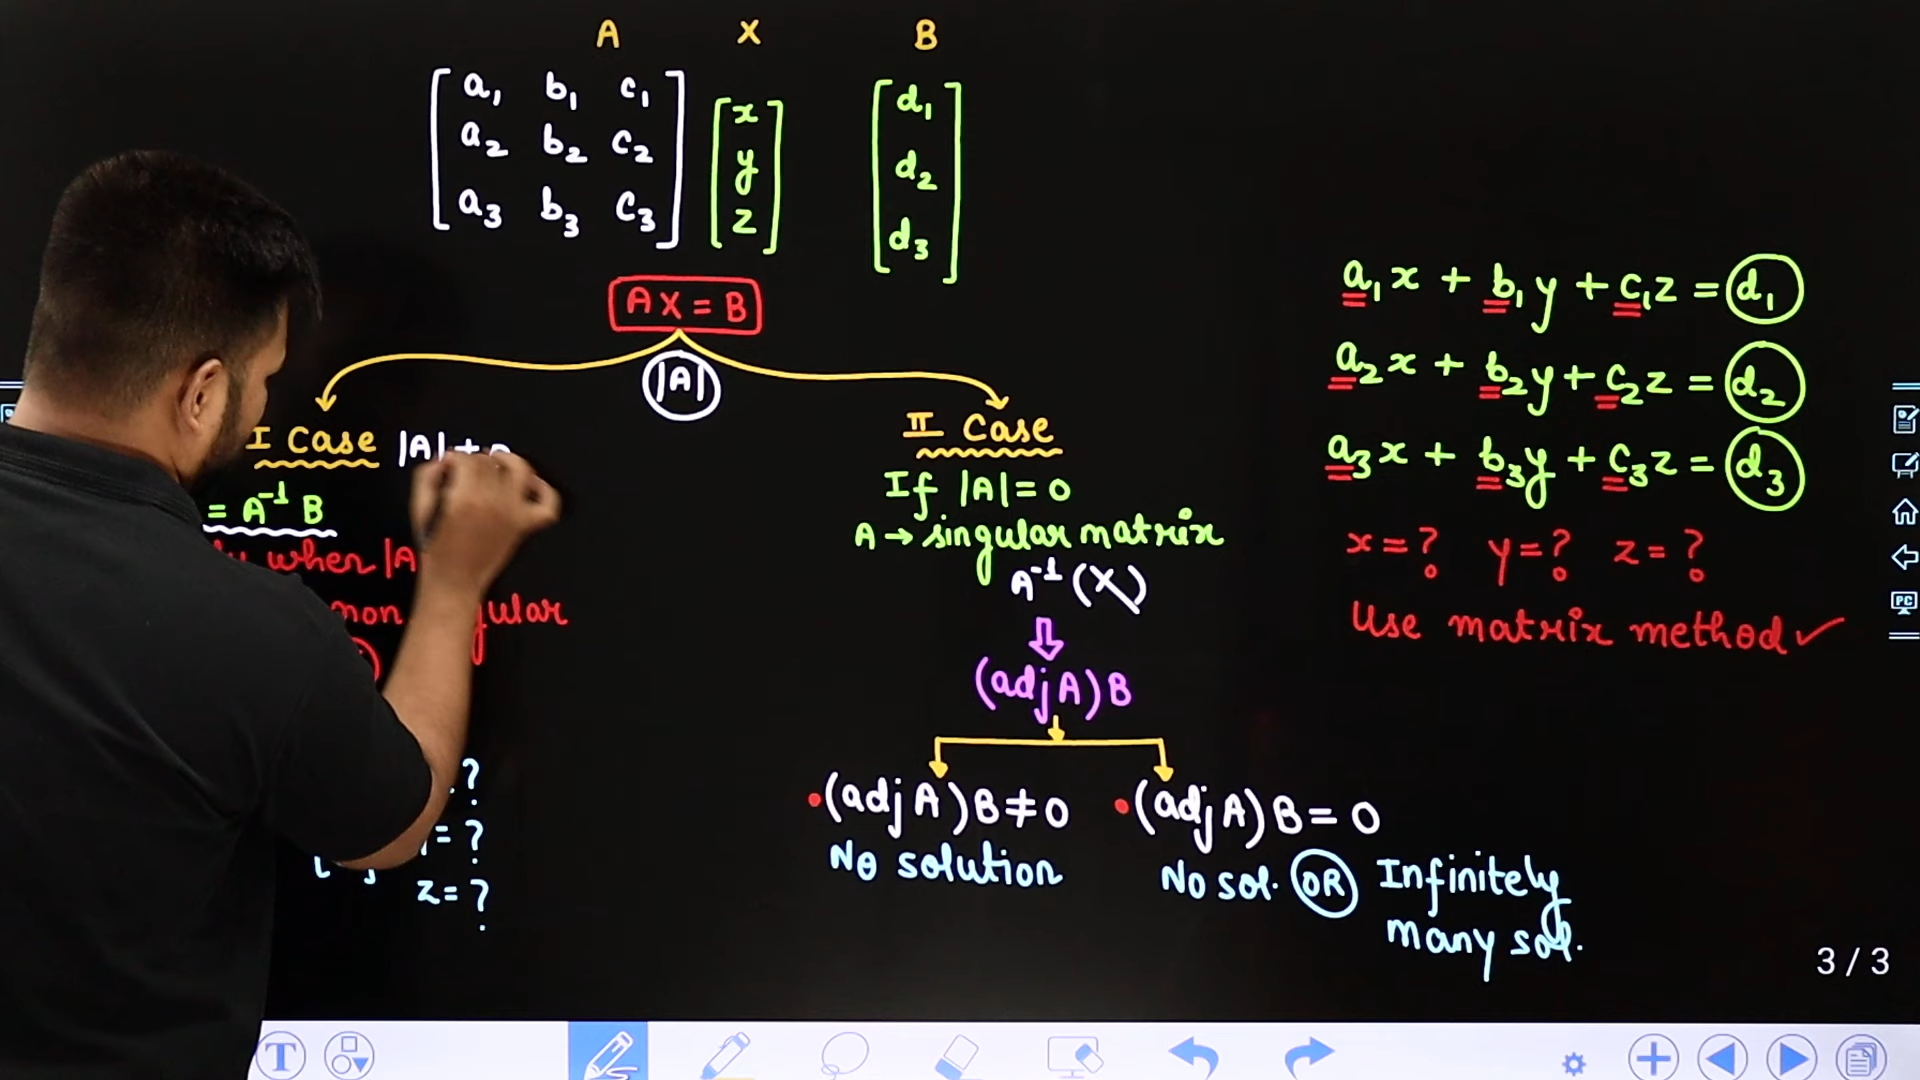 A X B
a₁ b₁ c₁
a₂ b₂ c₂
a₃ b₃ c₃
x
y
z
d₁
d₂
d₃
AX = B
|A|
I Case |A|
= A⁻¹ B
when |A
non
?
= ?
z = ?
II Case
If |A| = 0
A → singular matrix
A⁻¹ (X)
⇓
(adj A) B
•(adj A) B ≠ 0
No solution
•(adj A) B = 0
No sol. OR Infinitely
many sol.
a₁x + b₁y + c₁z = d₁
a₂x + b₂y + c₂z = d₂
a₃x + b₃y + c₃z = d₃
x = ? y = ? z = ?
Use matrix method ✓
3 / 3
T
PC